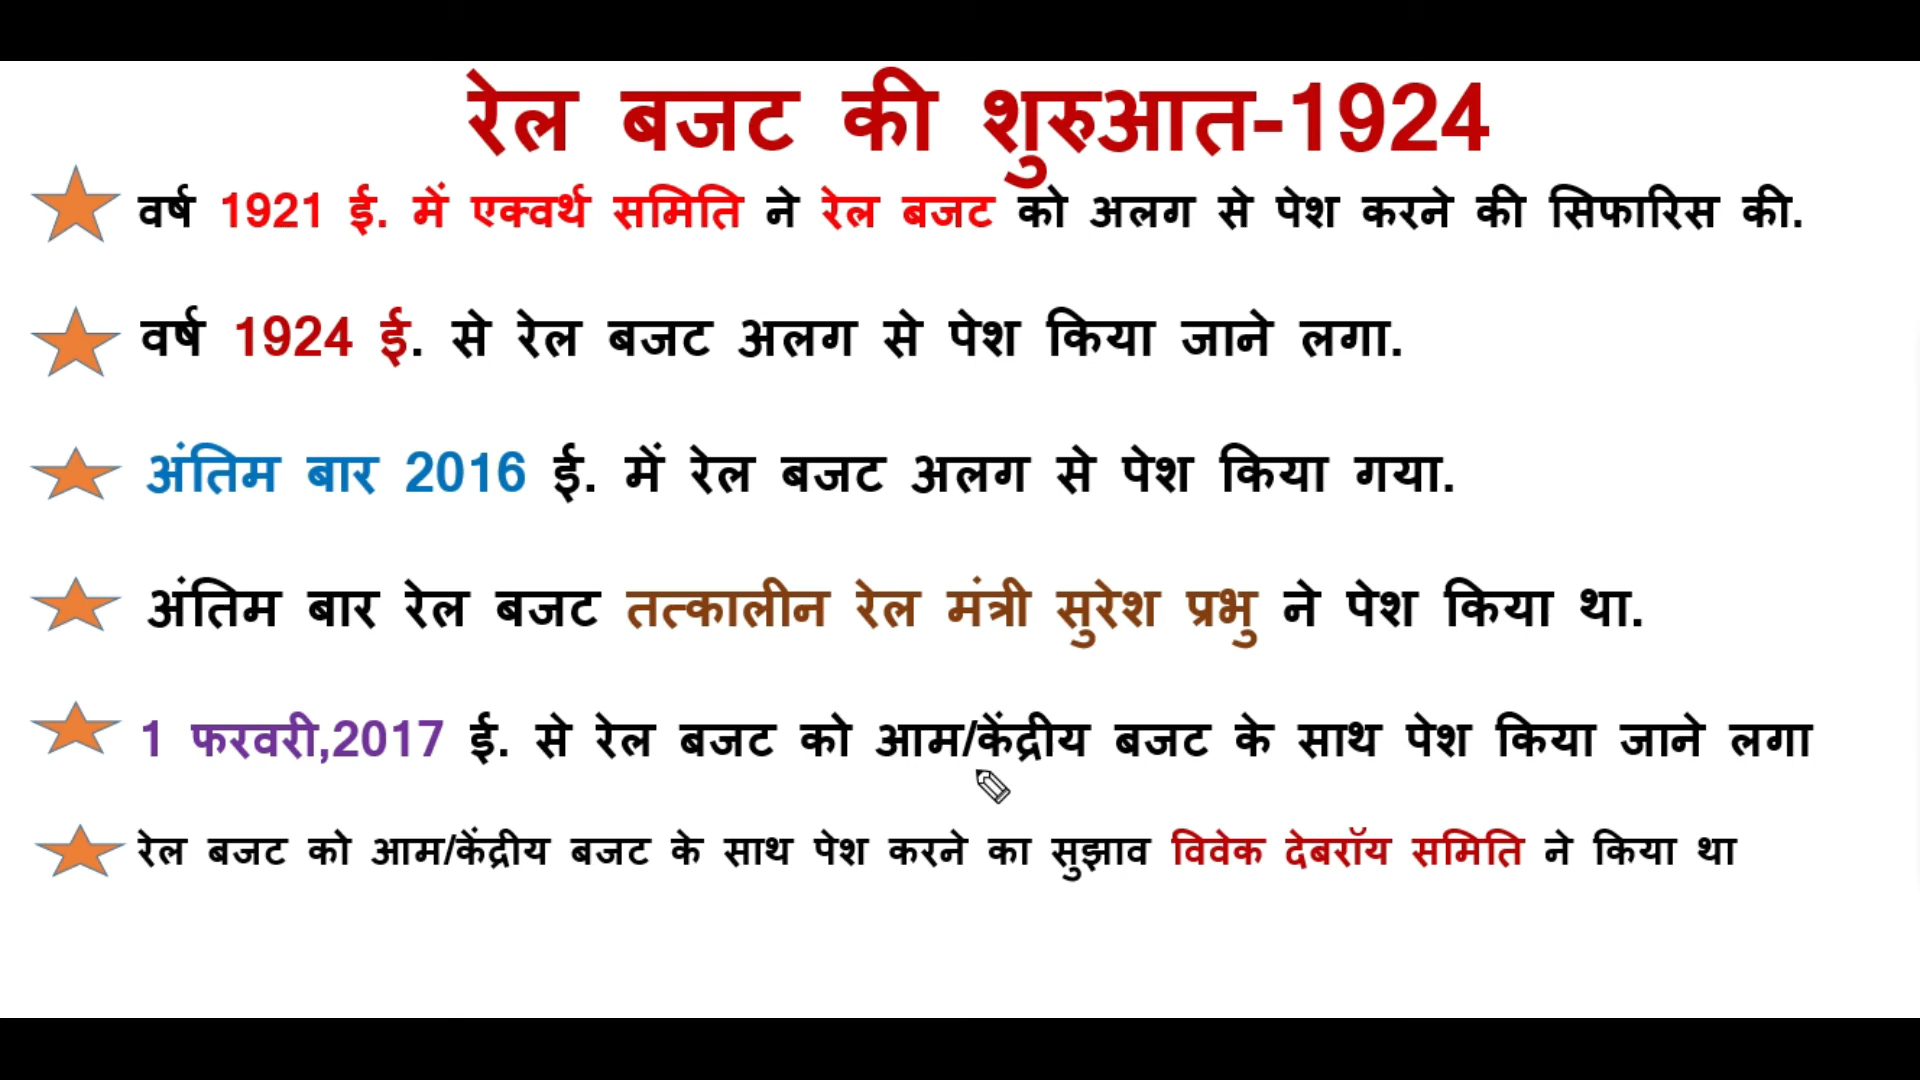 रेल बजट की शुरुआत-1924
वर्ष 1921 ई. में एक्वर्थ समिति ने रेल बजट को अलग से पेश करने की सिफारिस की.
वर्ष 1924 ई. से रेल बजट अलग से पेश किया जाने लगा.
अंतिम बार 2016 ई. में रेल बजट अलग से पेश किया गया.
अंतिम बार रेल बजट तत्कालीन रेल मंत्री सुरेश प्रभु ने पेश किया था.
1 फरवरी,2017 ई. से रेल बजट को आम/केंद्रीय बजट के साथ पेश किया जाने लगा
रेल बजट को आम/केंद्रीय बजट के साथ पेश करने का सुझाव विवेक देबरॉय समिति ने किया था